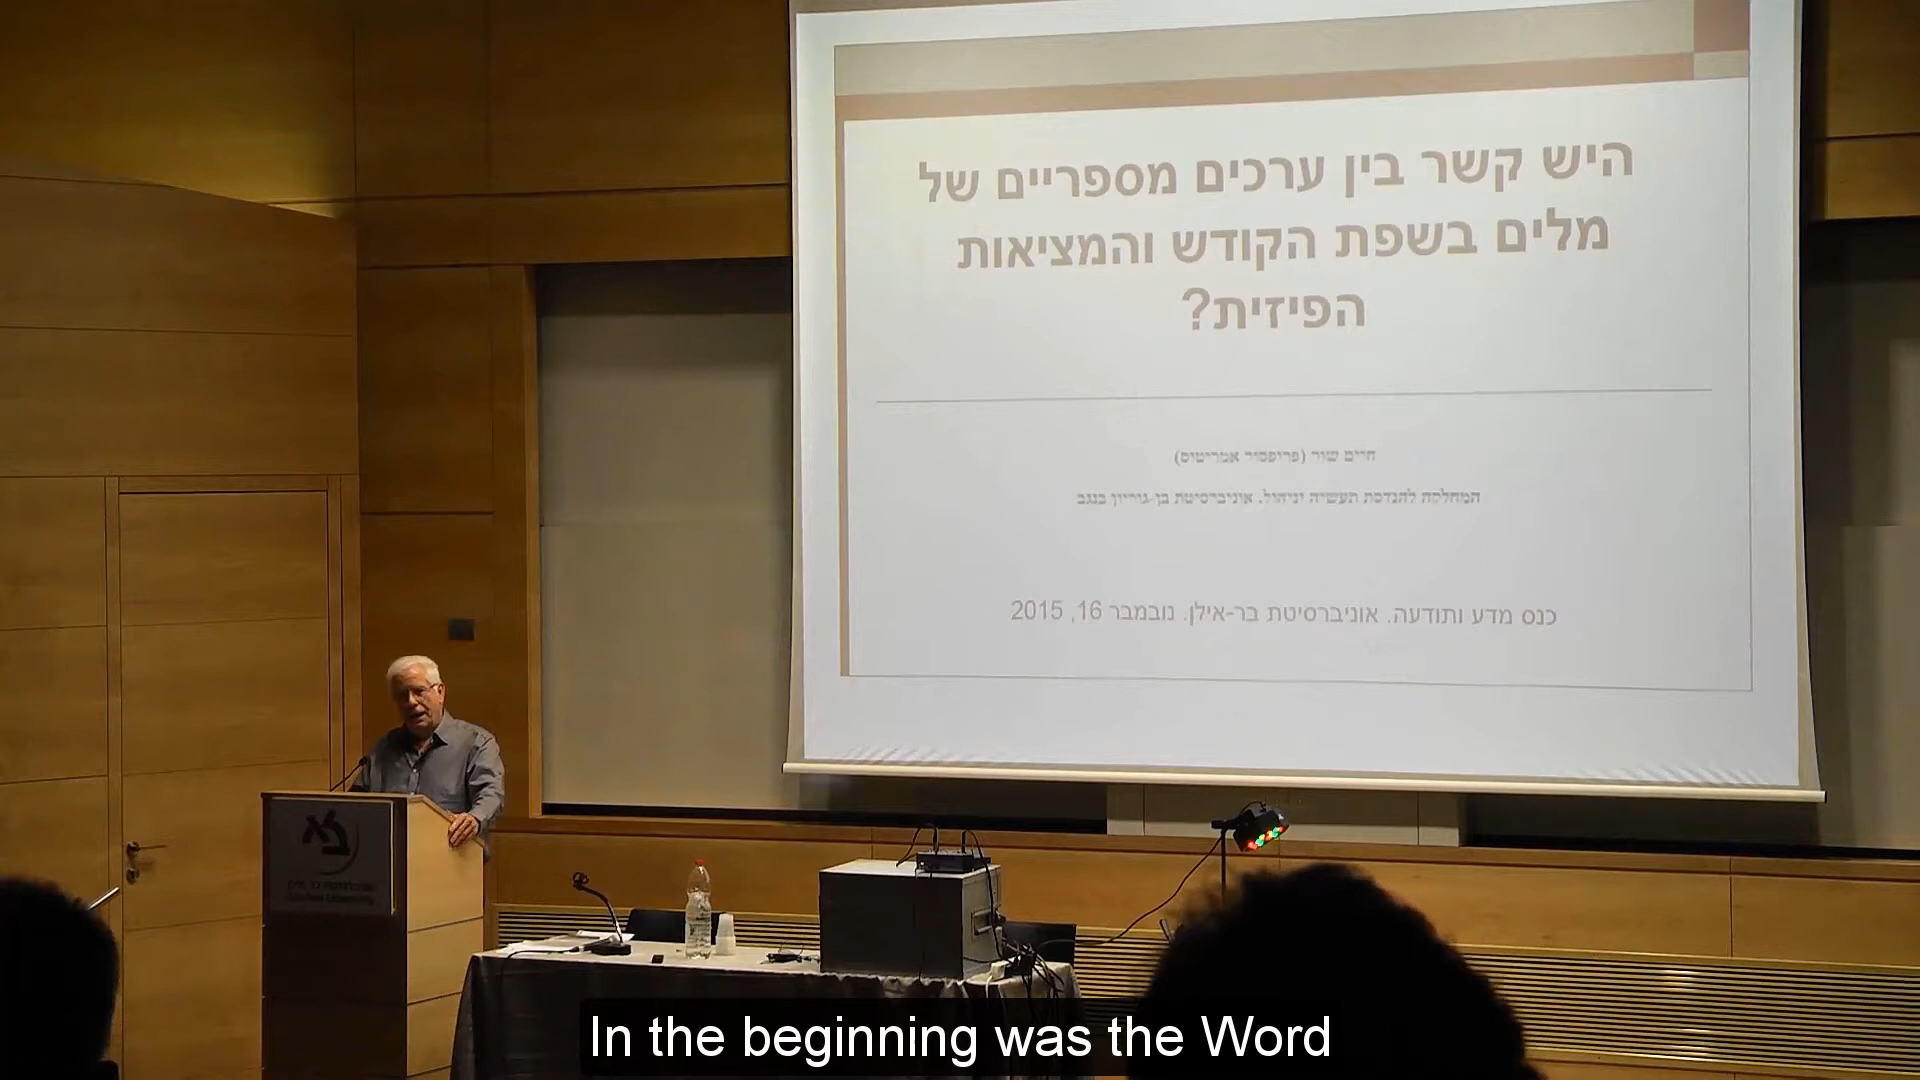 היש קשר בין ערכים מספריים של
מלים בשפת הקודש והמציאות
הפיזית?
חיים שור (פרופסור אמריטוס)
המחלקה להנדסת תעשיה וניהול, אוניברסיטת בן-גוריון בנגב
כנס מדע ותודעה. אוניברסיטת בר-אילן. נובמבר 16, 2015
In the beginning was the Word